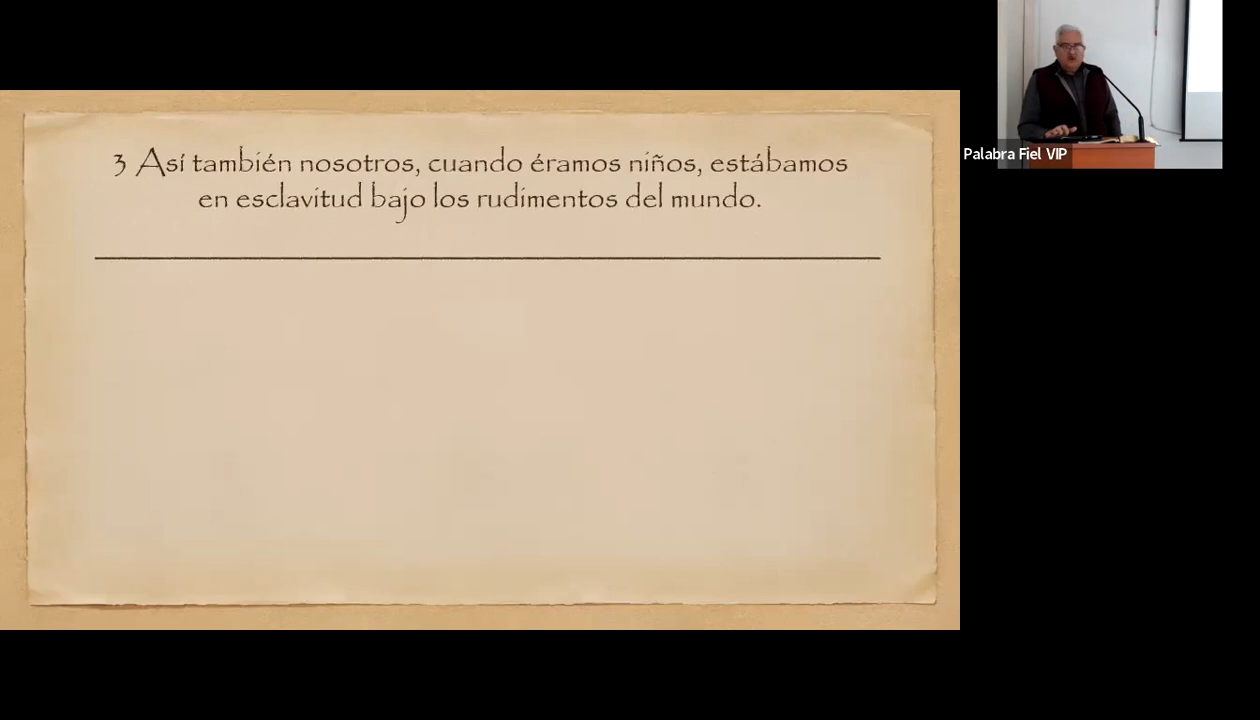 3 Así también nosotros, cuando éramos niños, estábamos
en esclavitud bajo los rudimentos del mundo.
Palabra Fiel VIP